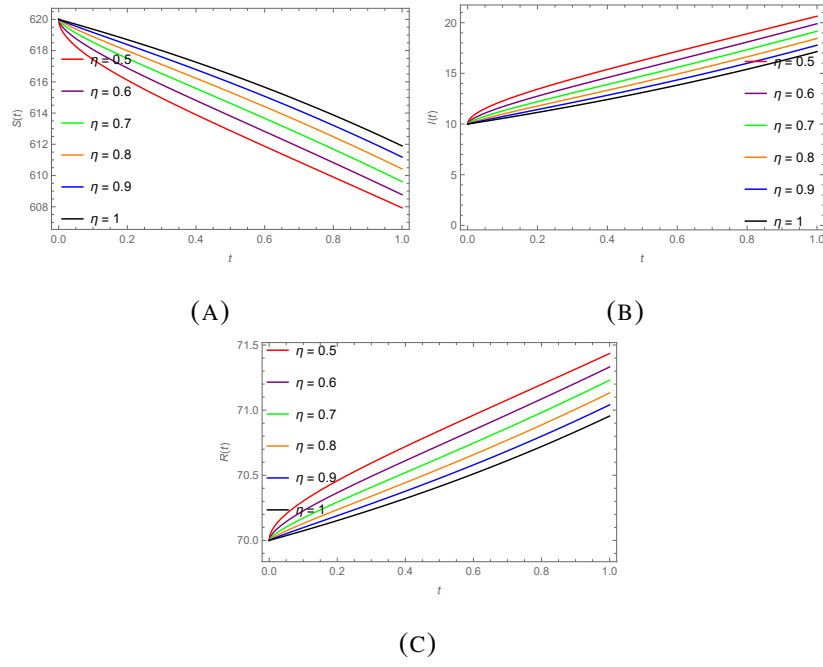 620
618
616
614
612
610
608
S(t)
η = 0.5
η = 0.6
η = 0.7
η = 0.8
η = 0.9
η = 1
0.0 0.2 0.4 0.6 0.8 1.0
t
(A)
20
15
10
5
0
I(t)
η = 0.5
η = 0.6
η = 0.7
η = 0.8
η = 0.9
η = 1
0.0 0.2 0.4 0.6 0.8 1.0
t
(B)
71.5
71.0
70.5
70.0
R(t)
η = 0.5
η = 0.6
η = 0.7
η = 0.8
η = 0.9
η = 1
0.0 0.2 0.4 0.6 0.8 1.0
t
(C)